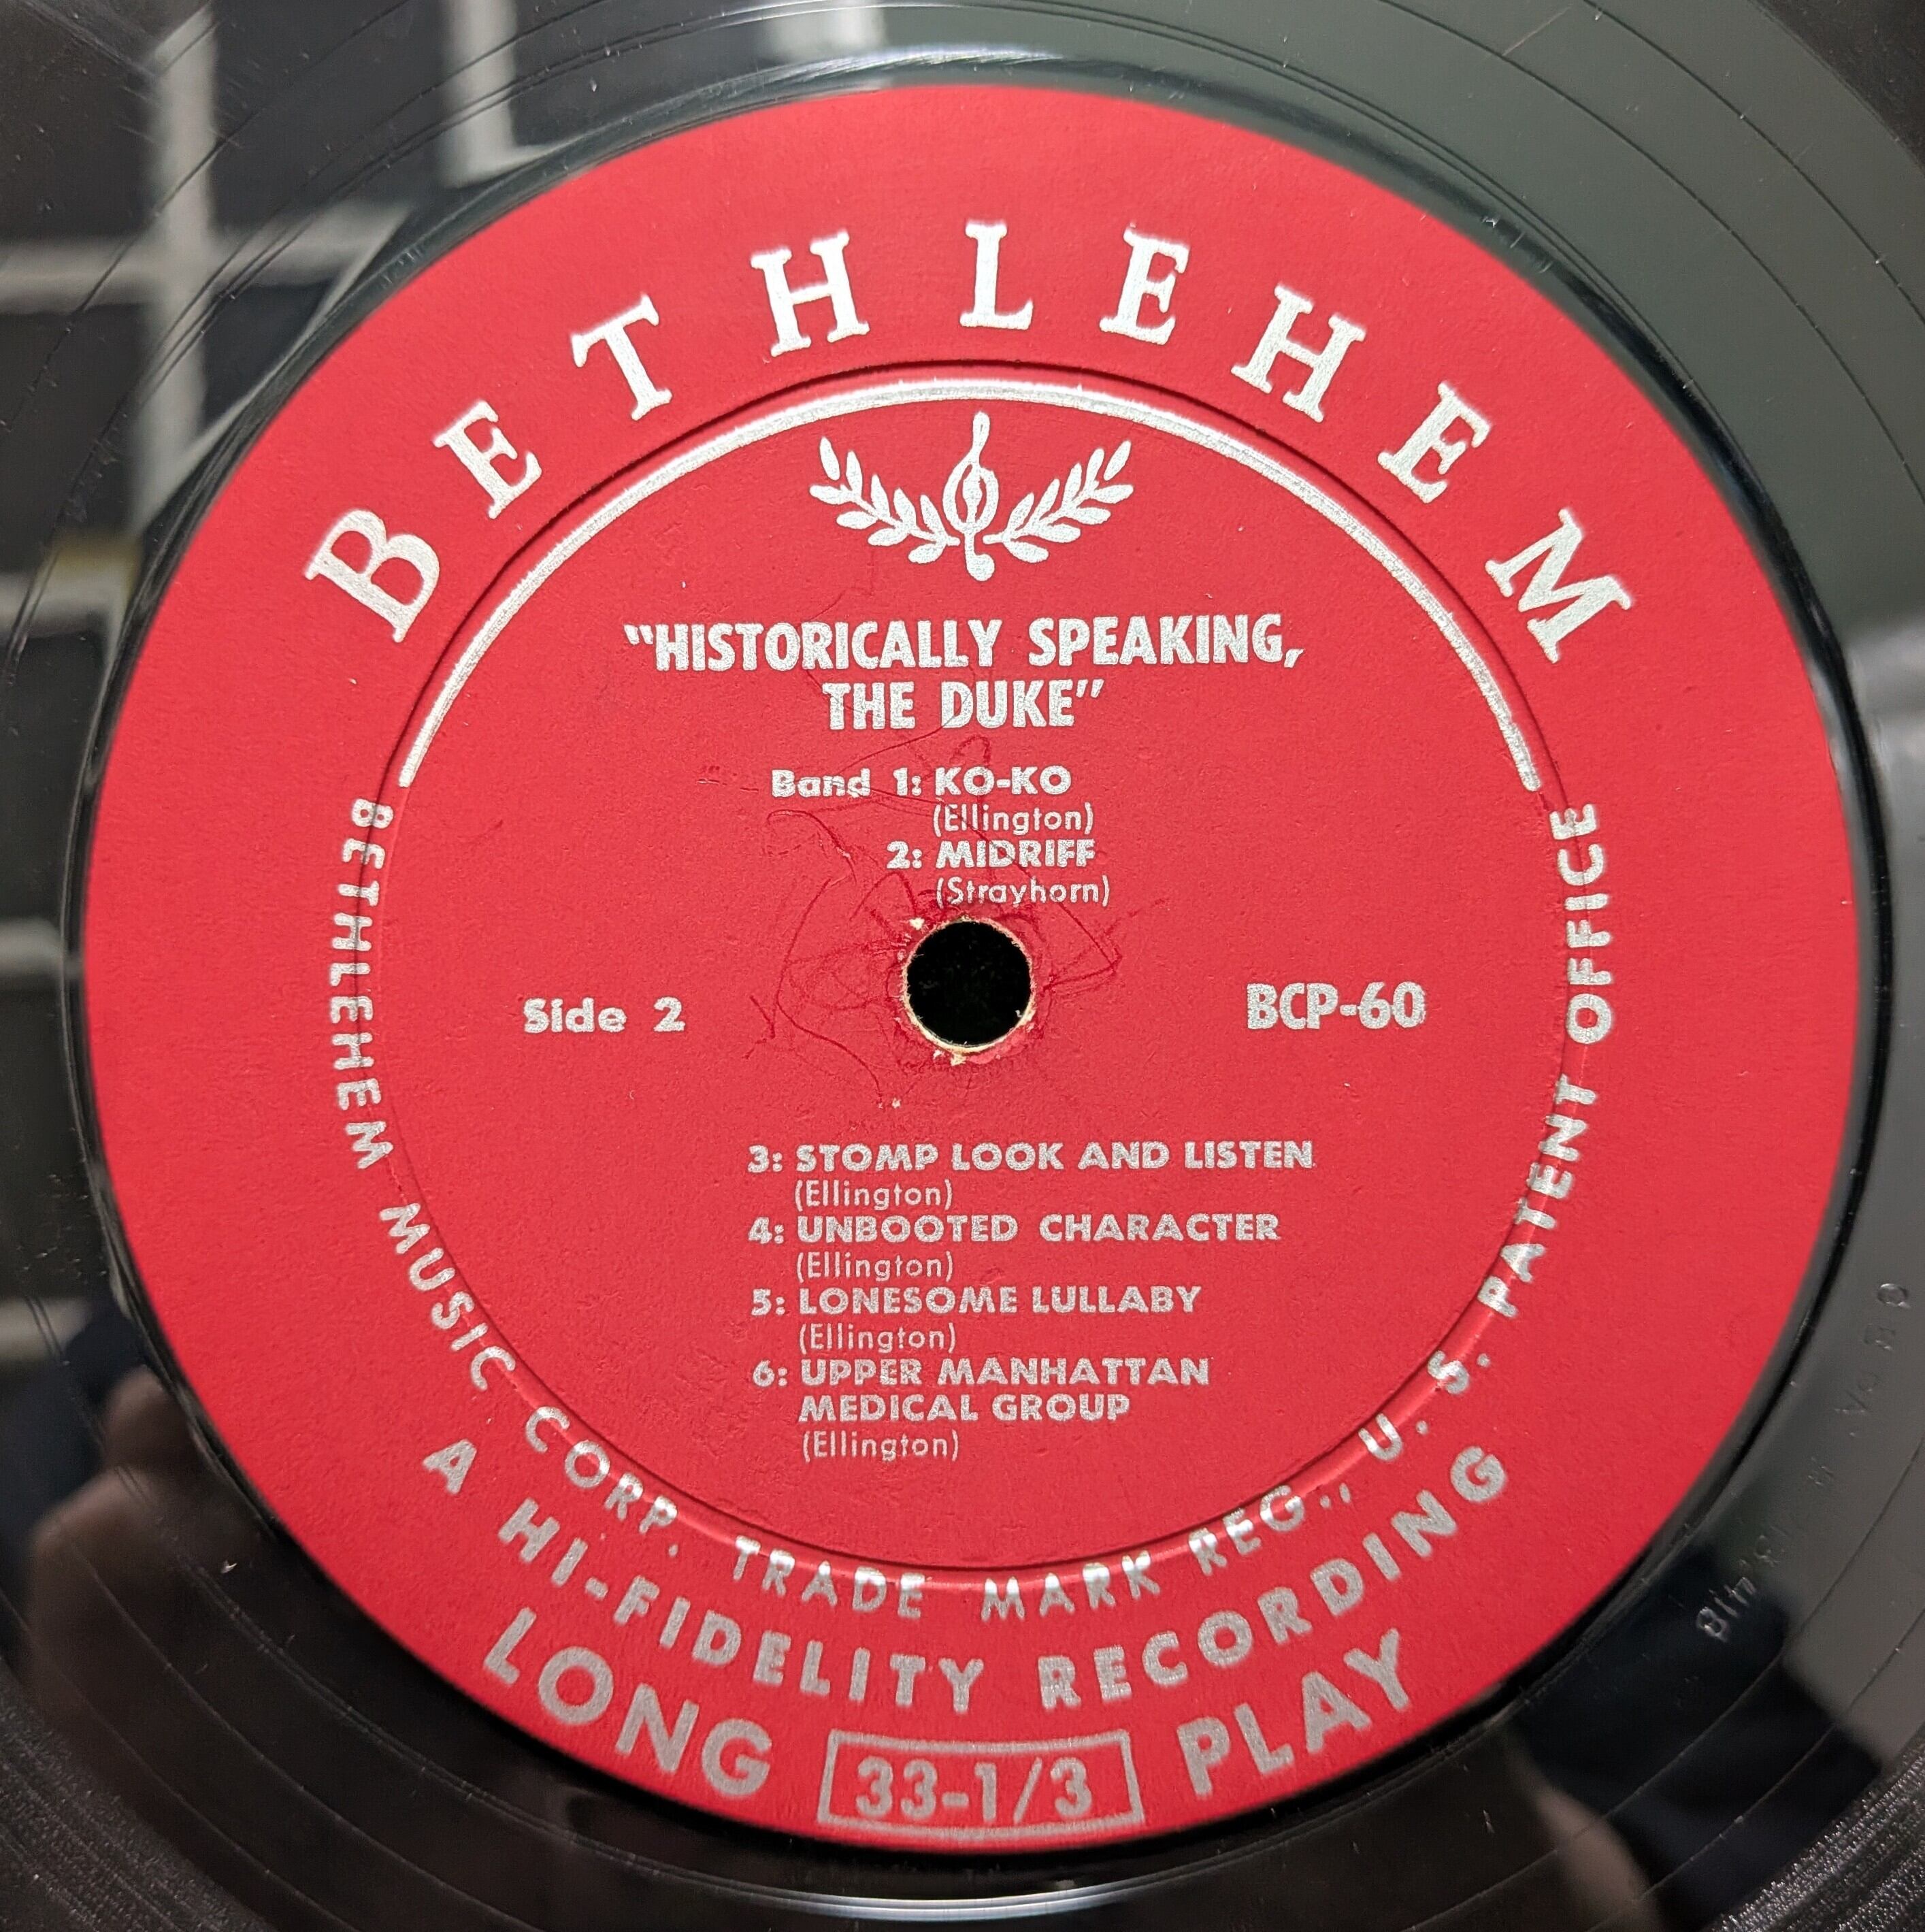 BETHLEHEM
"HISTORICALLY SPEAKING,
THE DUKE"
Band 1: KO-KO
(Ellington)
2: MIDRIFF
(Strayhorn)
Side 2
BCP-60
3: STOMP LOOK AND LISTEN
(Ellington)
4: UNBOOTED CHARACTER
(Ellington)
5: LONESOME LULLABY
(Ellington)
6: UPPER MANHATTAN
MEDICAL GROUP
(Ellington)
BETHLEHEM MUSIC CORP. TRADE MARK REG., U. S. PATENT OFFICE
A HI-FIDELITY RECORDING
LONG 33-1/3 PLAY